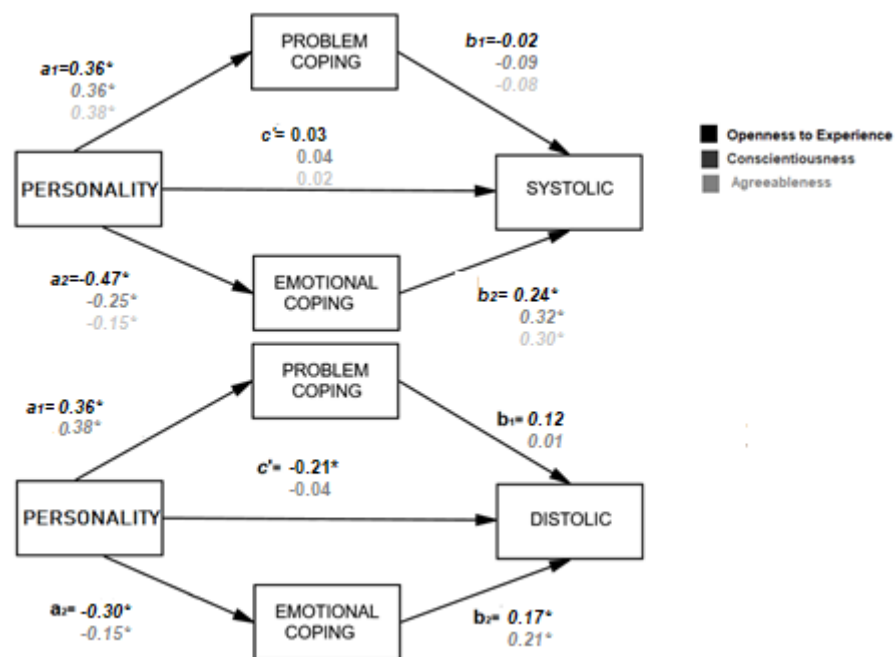 PROBLEM
COPING
a1=0.36*
0.36*
0.38*
b1=-0.02
-0.09
-0.08
c'= 0.03
0.04
0.02
PERSONALITY
SYSTOLIC
a2=-0.47*
-0.25*
-0.15*
EMOTIONAL
COPING
b2= 0.24*
0.32*
0.30*
Openness to Experience
Conscientiousness
Agreeableness
PROBLEM
COPING
a1= 0.36*
0.38*
b1= 0.12
0.01
c'= -0.21*
-0.04
PERSONALITY
DISTOLIC
a2= -0.30*
-0.15*
EMOTIONAL
COPING
b2= 0.17*
0.21*